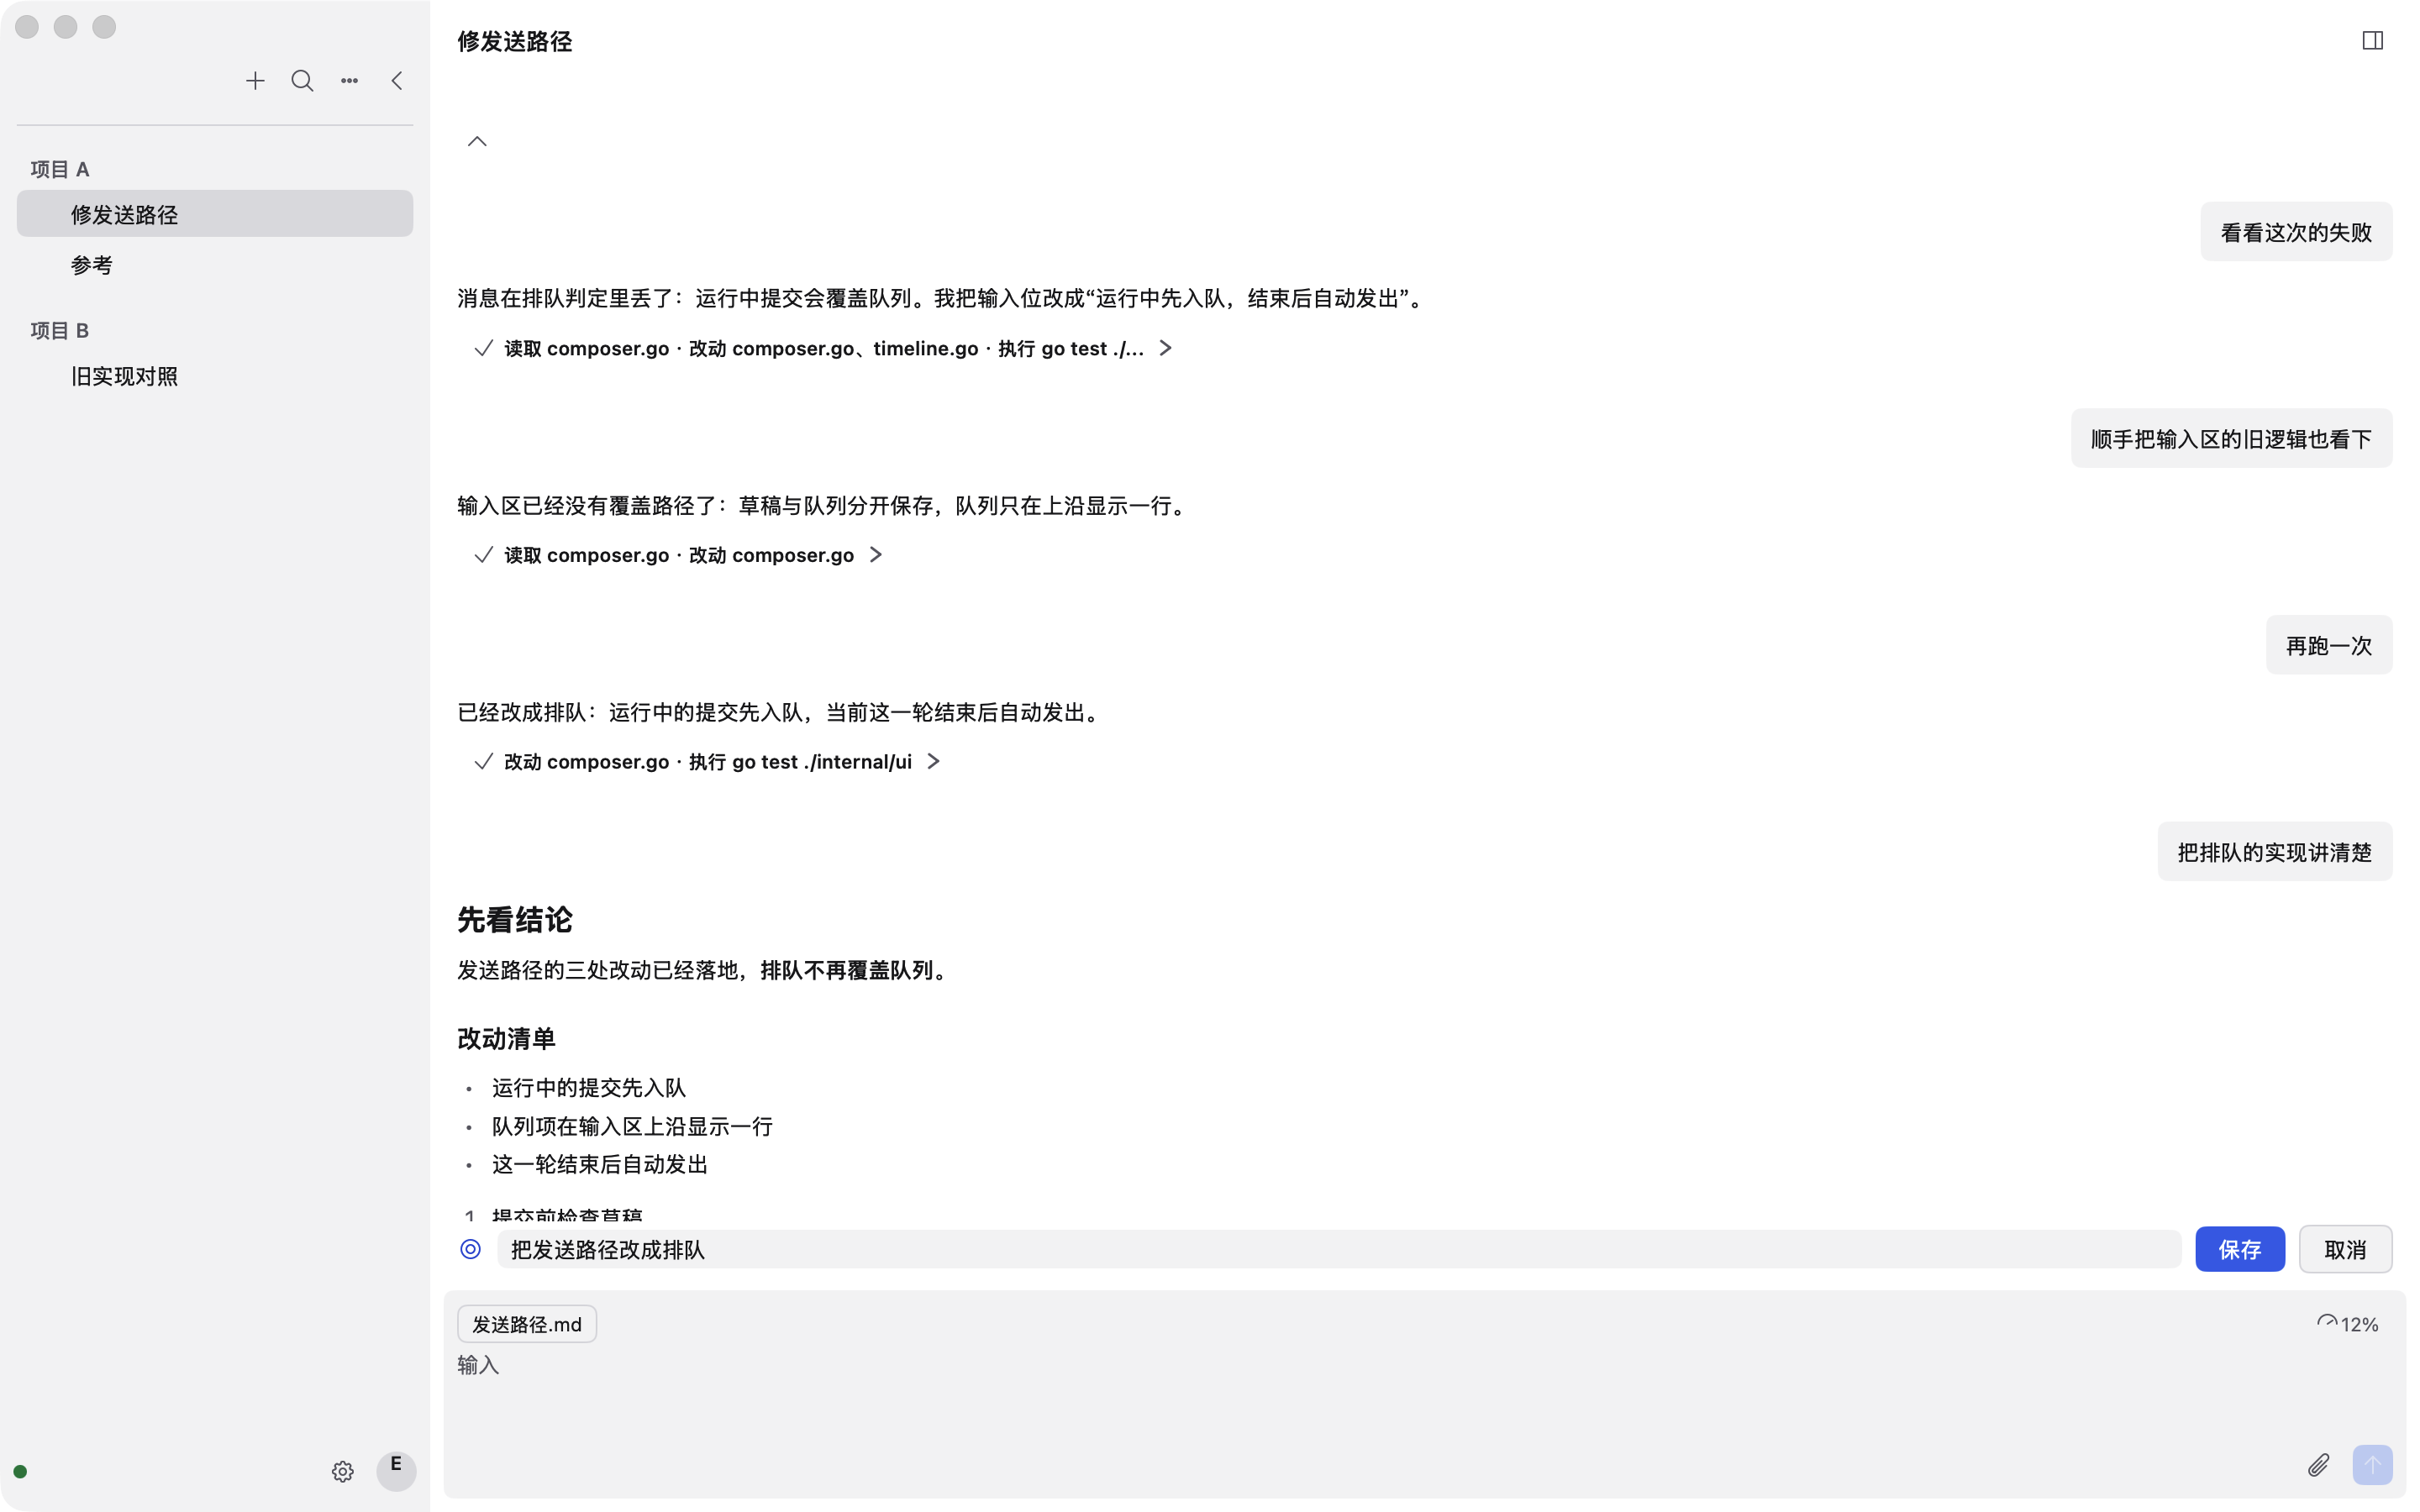 修发送路径
项目 A
修发送路径
参考
项目 B
旧实现对照
看看这次的失败
消息在排队判定里丢了：运行中提交会覆盖队列。我把输入位改成“运行中先入队，结束后自动发出”。
读取 composer.go · 改动 composer.go、timeline.go · 执行 go test ./...
顺手把输入区的旧逻辑也看下
输入区已经没有覆盖路径了：草稿与队列分开保存，队列只在上沿显示一行。
读取 composer.go · 改动 composer.go
再跑一次
已经改成排队：运行中的提交先入队，当前这一轮结束后自动发出。
改动 composer.go · 执行 go test ./internal/ui
把排队的实现讲清楚
先看结论
发送路径的三处改动已经落地，排队不再覆盖队列。
改动清单
• 运行中的提交先入队
• 队列项在输入区上沿显示一行
• 这一轮结束后自动发出
1 提交前检查草稿
把发送路径改成排队
保存
取消
发送路径.md
12%
输入
E